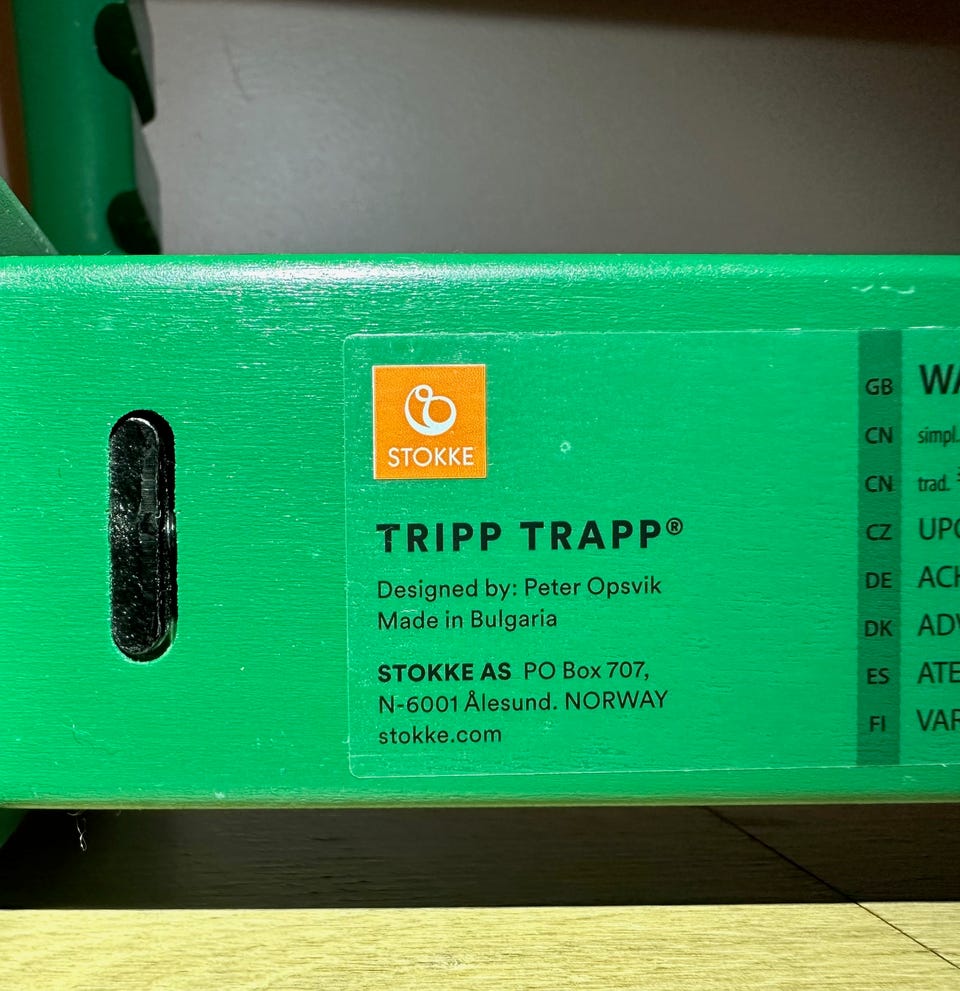 STOKKE
TRIPP TRAPP®
Designed by: Peter Opsvik
Made in Bulgaria
STOKKE AS PO Box 707,
N-6001 Ålesund. NORWAY
stokke.com
GB
CN simpl.
CN trad.
CZ
DE
DK
ES
FI